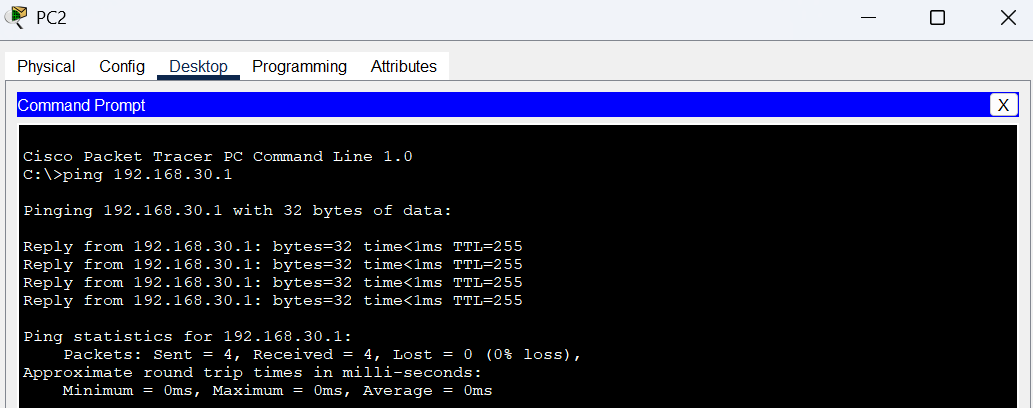 PC2
Physical Config Desktop Programming Attributes
Command Prompt
X
Cisco Packet Tracer PC Command Line 1.0
C:\>ping 192.168.30.1
Pinging 192.168.30.1 with 32 bytes of data:
Reply from 192.168.30.1: bytes=32 time<1ms TTL=255
Reply from 192.168.30.1: bytes=32 time<1ms TTL=255
Reply from 192.168.30.1: bytes=32 time<1ms TTL=255
Reply from 192.168.30.1: bytes=32 time<1ms TTL=255
Ping statistics for 192.168.30.1:
Packets: Sent = 4, Received = 4, Lost = 0 (0% loss),
Approximate round trip times in milli-seconds:
Minimum = 0ms, Maximum = 0ms, Average = 0ms